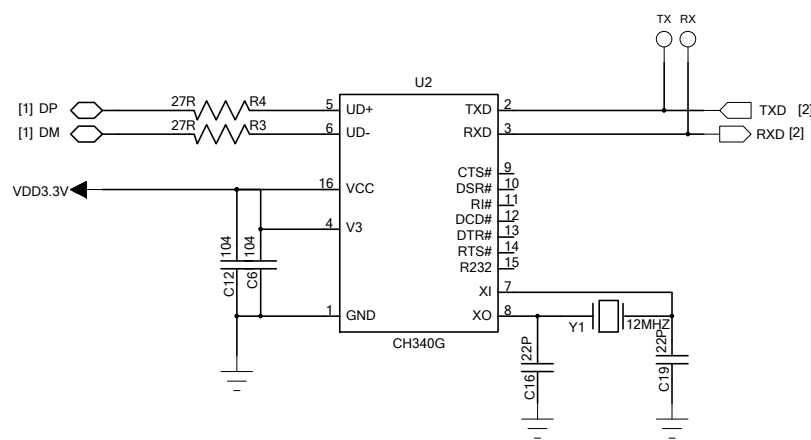 TX RX
U2
[1] DP 27R R4 5 UD+ TXD 2 TXD [2]
[1] DM 27R R3 6 UD- RXD 3 RXD [2]
CTS# 9
VDD3.3V 16 VCC DSR# 10
RI# 11
4 V3 DCD# 12
DTR# 13
RTS# 14
R232 15
C12 104
C6 104
XI 7
1 GND XO 8 Y1 12MHZ
CH340G
C16 22P
C19 22P